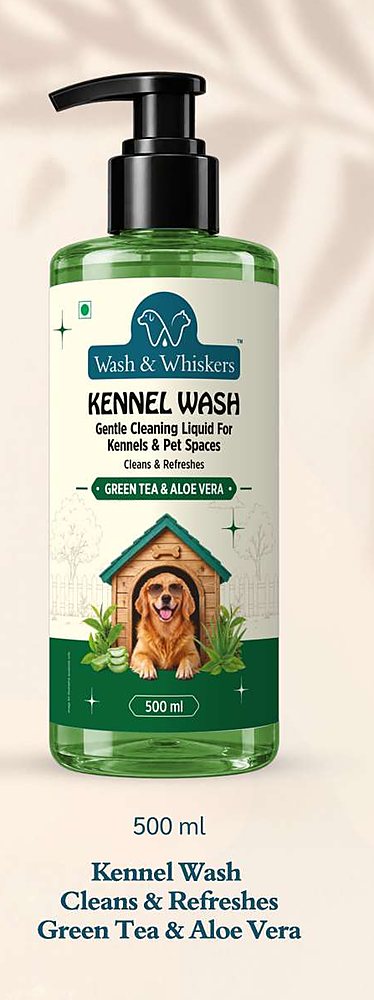 Wash & Whiskers™
KENNEL WASH
Gentle Cleaning Liquid For
Kennels & Pet Spaces
Cleans & Refreshes
GREEN TEA & ALOE VERA
500 ml
500 ml
Kennel Wash
Cleans & Refreshes
Green Tea & Aloe Vera